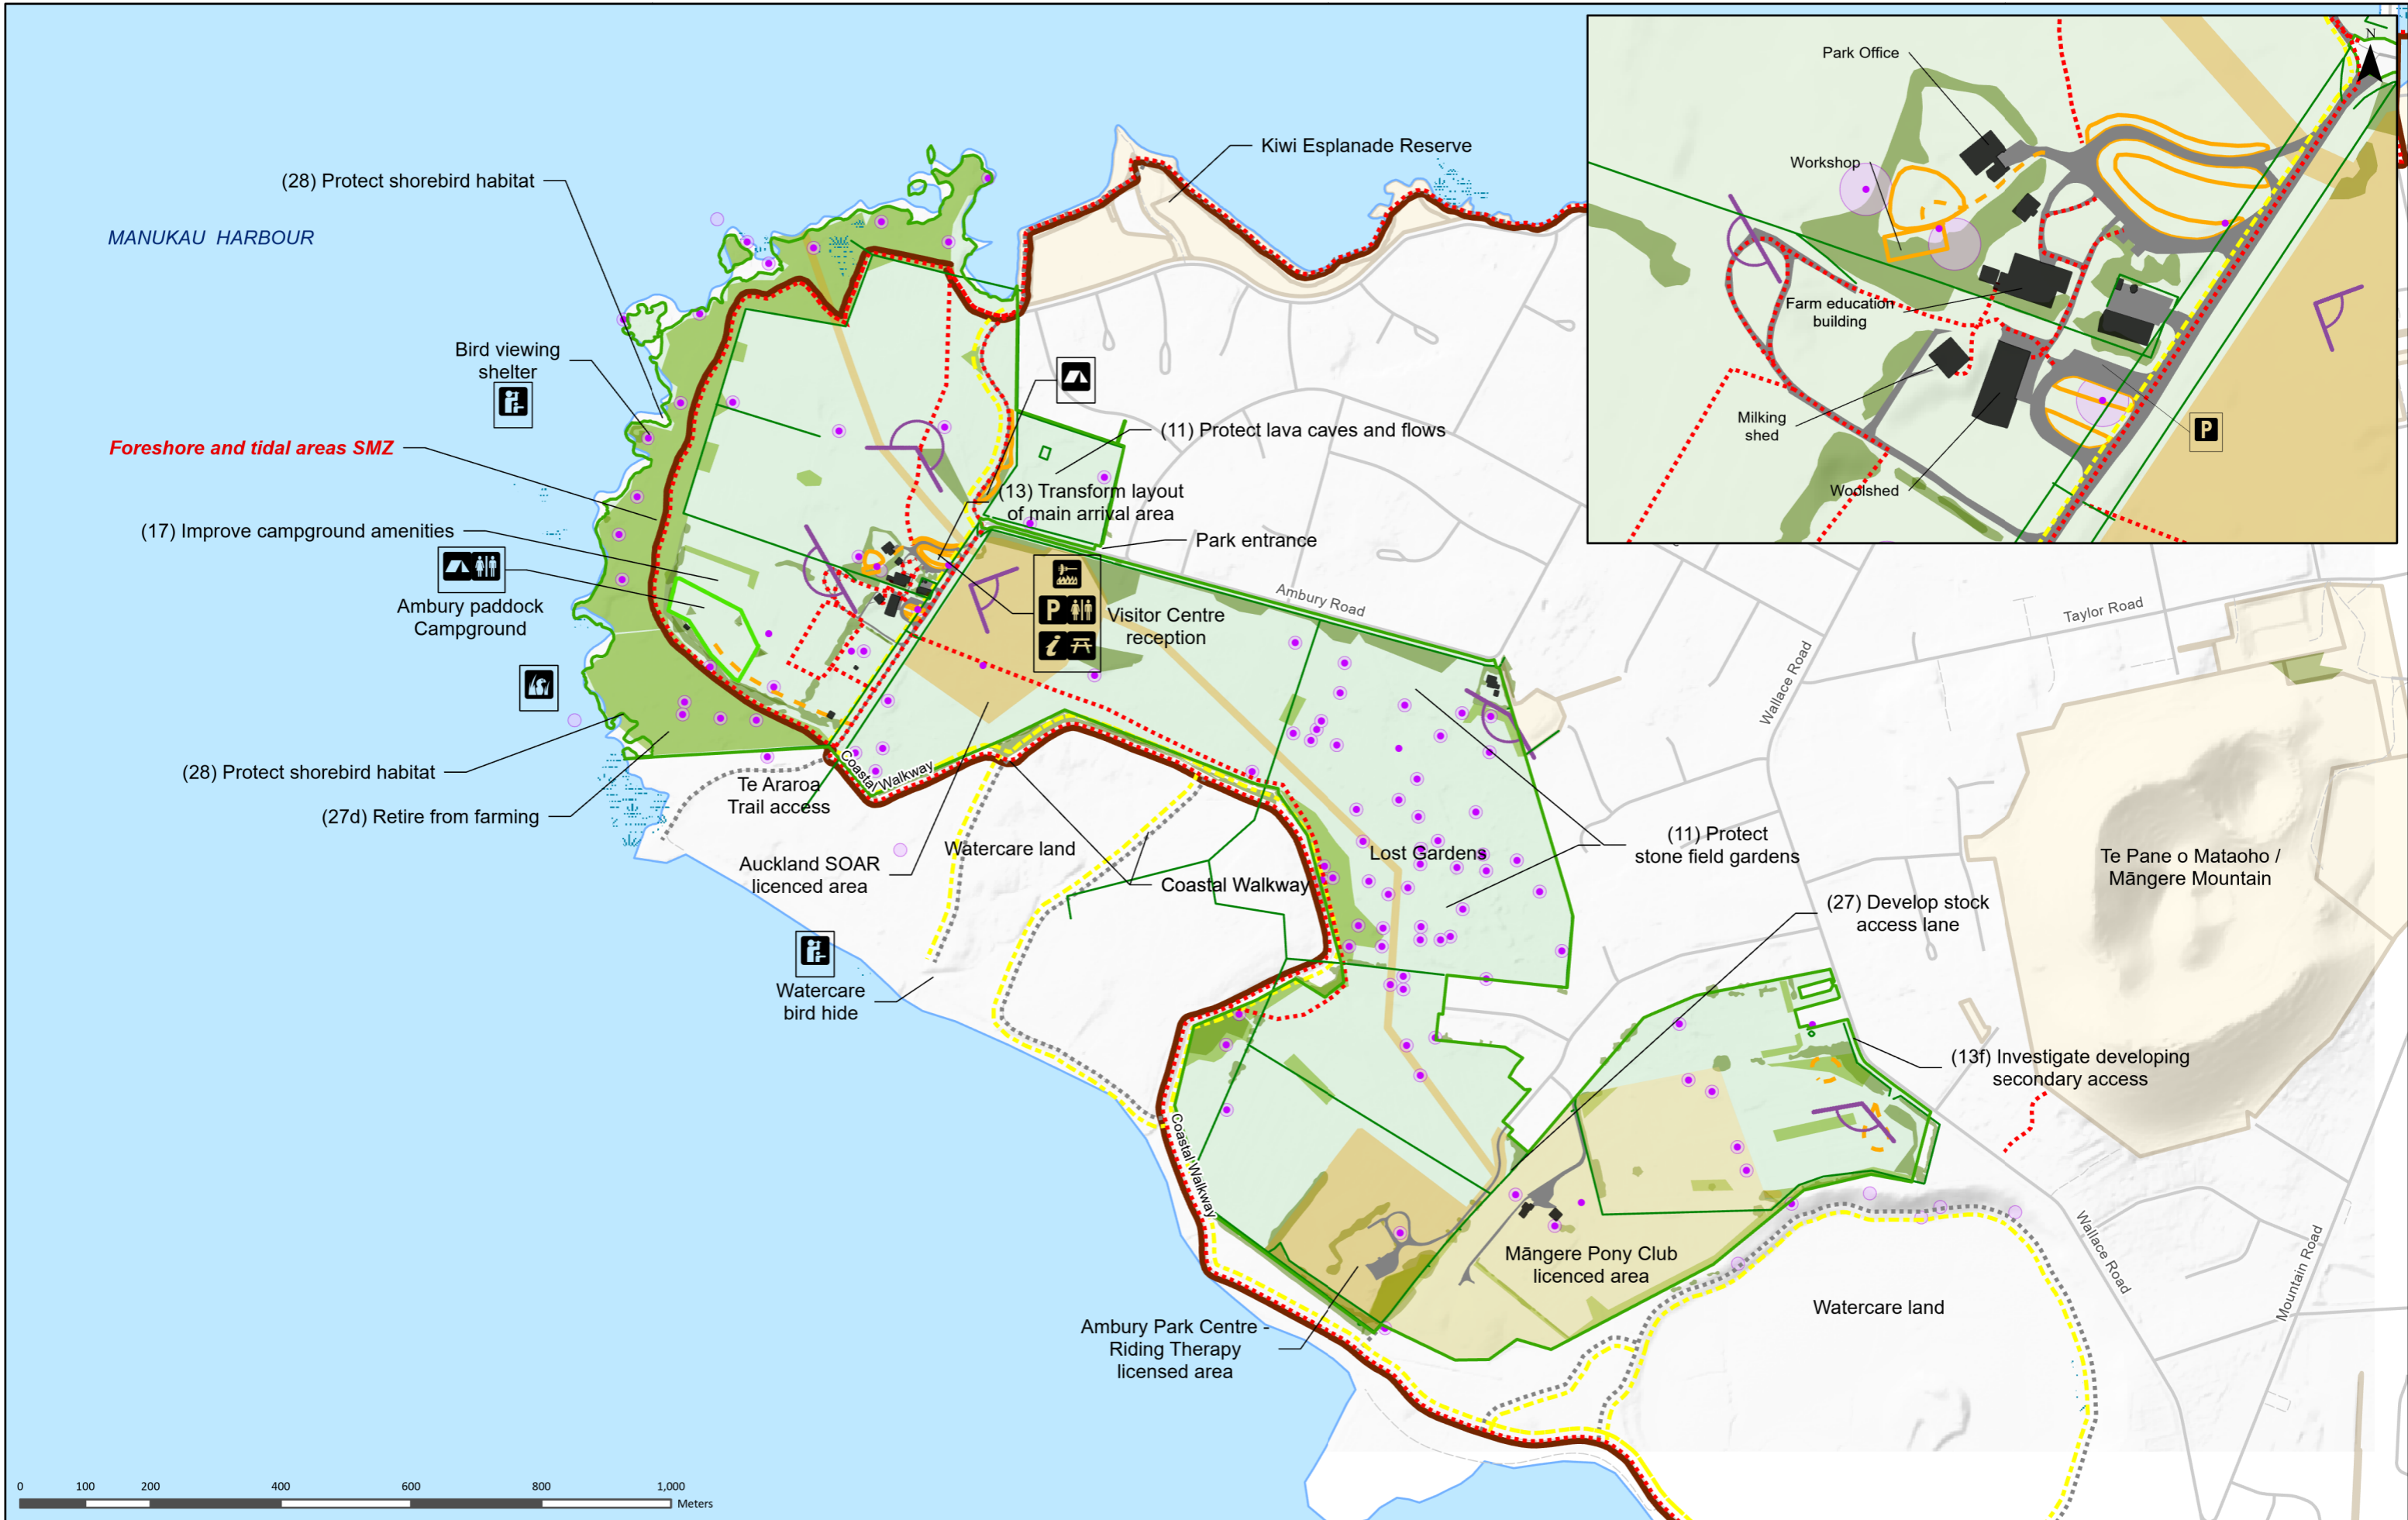 Kiwi Esplanade Reserve
(28) Protect shorebird habitat
MANUKAU HARBOUR
Bird viewing
shelter
Foreshore and tidal areas SMZ
(17) Improve campground amenities
Ambury paddock
Campground
(28) Protect shorebird habitat
(27d) Retire from farming
(11) Protect lava caves and flows
(13) Transform layout
of main arrival area
Park entrance
P
i
Visitor Centre
reception
Ambury Road
Te Araroa
Trail access
Coastal Walkway
Auckland SOAR
licenced area
Watercare land
Coastal Walkway
Watercare
bird hide
Lost Gardens
(11) Protect
stone field gardens
(27) Develop stock
access lane
(13f) Investigate developing
secondary access
Te Pane o Mataoho /
Māngere Mountain
Wallace Road
Taylor Road
Coastal Walkway
Māngere Pony Club
licenced area
Ambury Park Centre -
Riding Therapy
licensed area
Watercare land
Wallace Road
Mountain Road
Park Office
Workshop
Farm education
building
Milking
shed
Woolshed
P
N
0 100 200 400 600 800 1,000
Meters